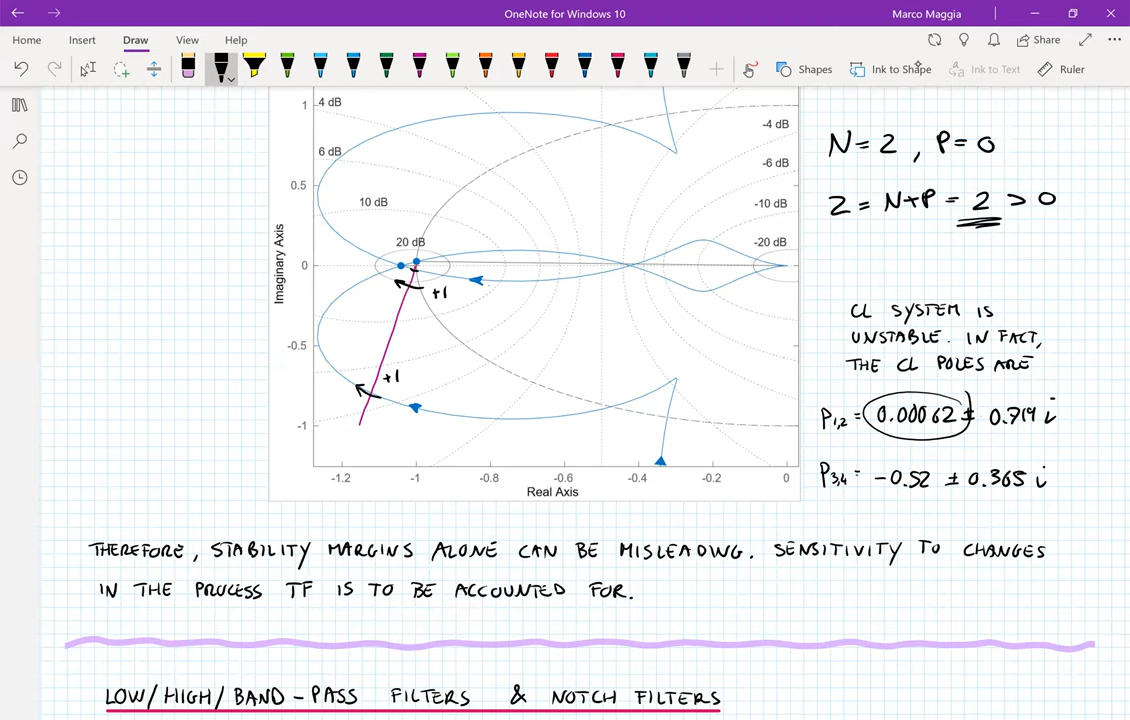 OneNote for Windows 10
Marco Maggia
Home Insert Draw View Help
Share
Shapes
Ink to Shape
Ink to Text
Ruler
1
0.5
0
-0.5
-1
4 dB
6 dB
10 dB
20 dB
-4 dB
-6 dB
-10 dB
-20 dB
+1
+1
Imaginary Axis
-1.2 -1 -0.8 -0.6 -0.4 -0.2 0
Real Axis
N = 2 , P = 0
Z = N+P = 2 > 0
CL SYSTEM IS
UNSTABLE. IN FACT,
THE CL POLES ARE
P1,2 = 0.00062 ± 0.719 i
P3,4 = -0.52 ± 0.365 i
THEREFORE, STABILITY MARGINS ALONE CAN BE MISLEADING. SENSITIVITY TO CHANGES
IN THE PROCESS TF IS TO BE ACCOUNTED FOR.
LOW/HIGH/BAND-PASS FILTERS & NOTCH FILTERS